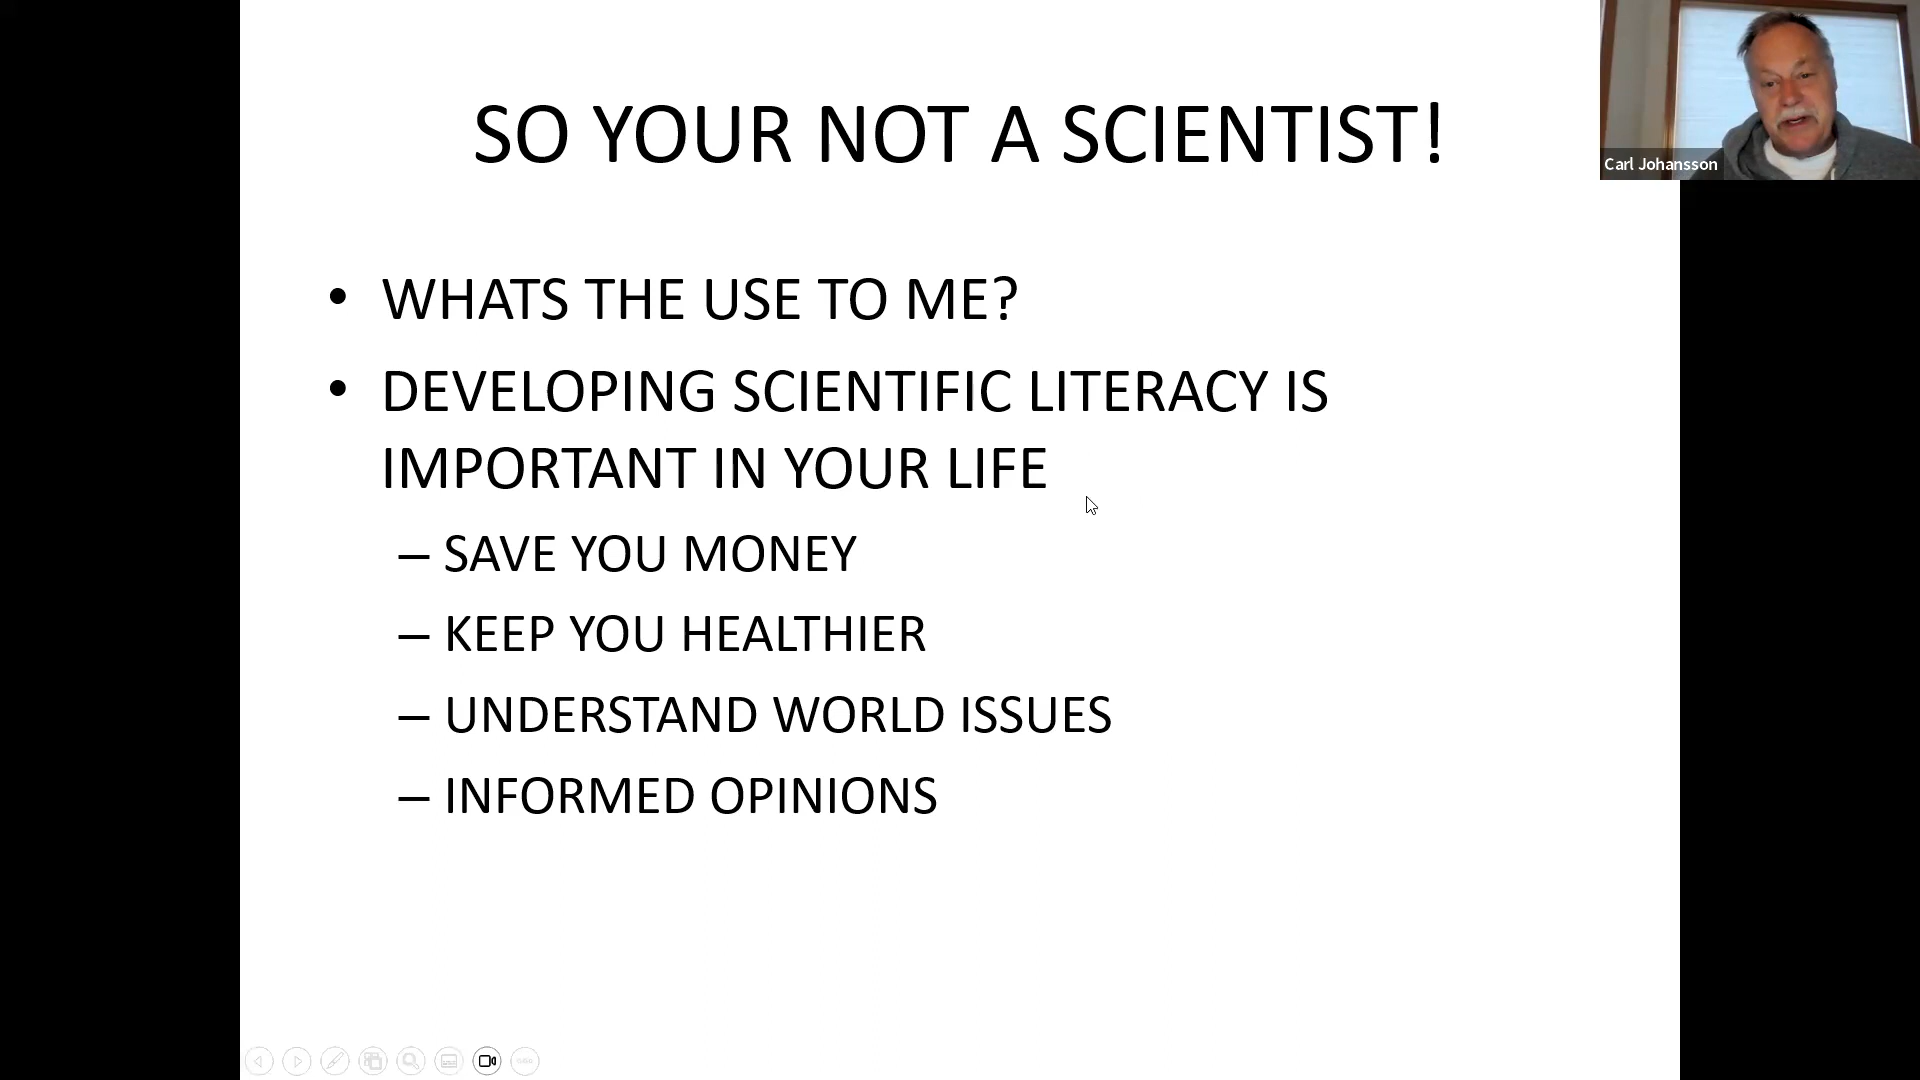 SO YOUR NOT A SCIENTIST!
Carl Johansson
• WHATS THE USE TO ME?
• DEVELOPING SCIENTIFIC LITERACY IS
IMPORTANT IN YOUR LIFE
– SAVE YOU MONEY
– KEEP YOU HEALTHIER
– UNDERSTAND WORLD ISSUES
– INFORMED OPINIONS